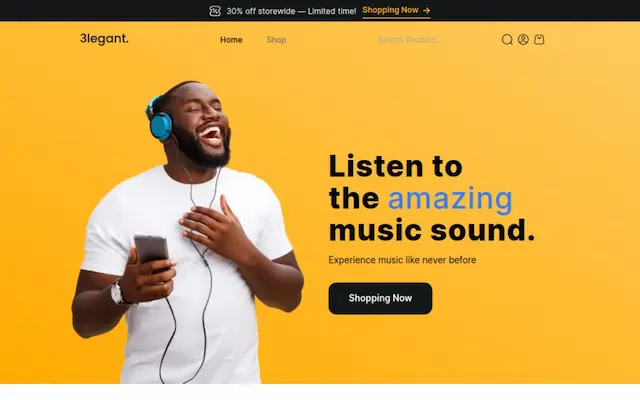 30% off storewide — Limited time! Shopping Now →
3legant. Home Shop Search Product..
Listen to
the amazing
music sound.
Experience music like never before
Shopping Now